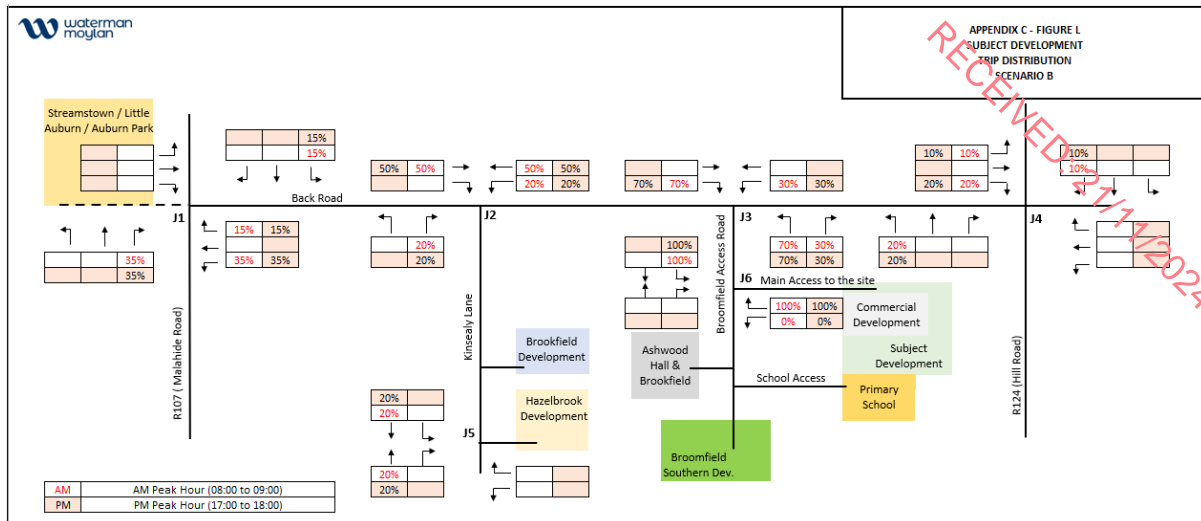 waterman
moylan
APPENDIX C - FIGURE L
SUBJECT DEVELOPMENT
TRIP DISTRIBUTION
SCENARIO B
RECEIVED: 21/11/2024
Streamstown / Little
Auburn / Auburn Park
15%
15%
50% 50%
50% 50%
20% 20%
70% 70%
30% 30%
10% 10%
20% 20%
10%
10%
Back Road
J1
J2
J3
J4
35%
35%
15% 15%
35% 35%
20%
20%
100%
100%
70% 30%
70% 30%
20%
20%
R107 ( Malahide Road)
Kinsealy Lane
Broomfield Access Road
R124 (Hill Road)
J6
Main Access to the site
100% 100%
0% 0%
Commercial
Development
Subject
Development
Brookfield
Development
Ashwood
Hall &
Brookfield
School Access
Primary
School
Hazelbrook
Development
20%
20%
J5
20%
20%
Broomfield
Southern Dev.
AM AM Peak Hour (08:00 to 09:00)
PM PM Peak Hour (17:00 to 18:00)